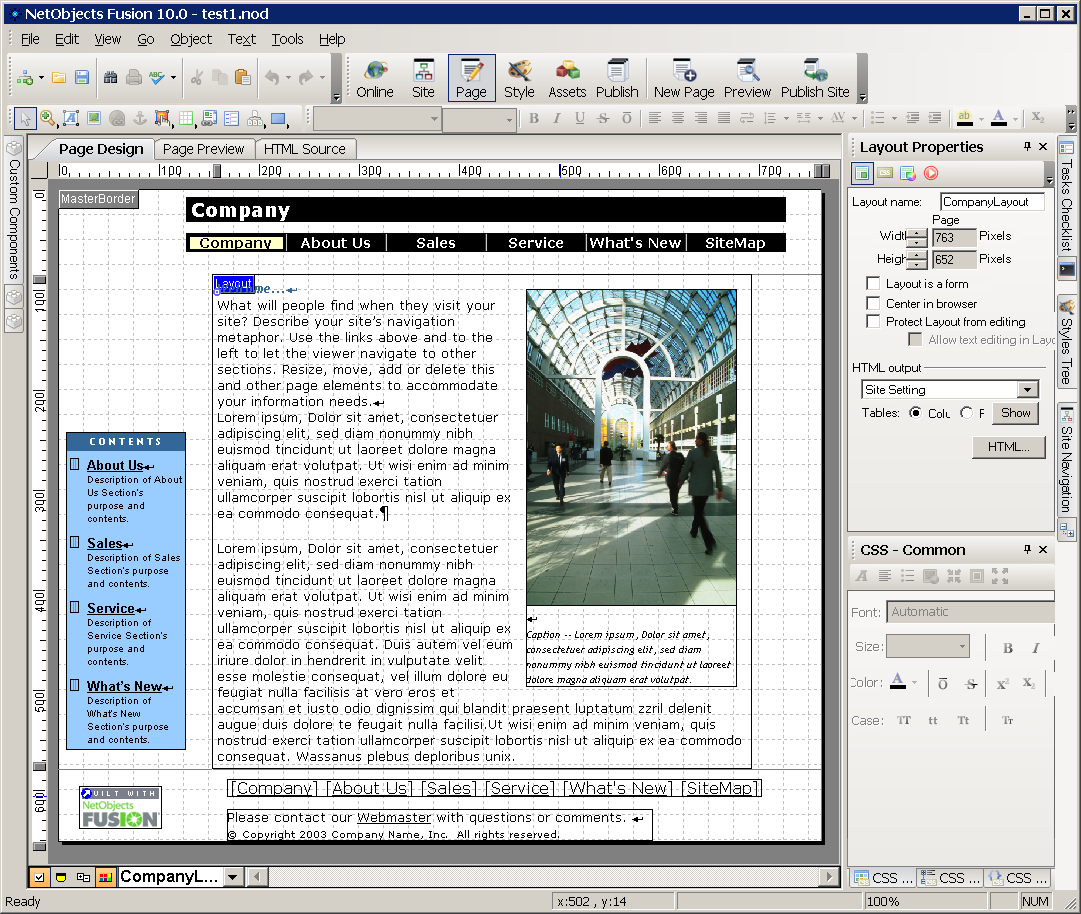 NetObjects Fusion 10.0 - test1.nod
File Edit View Go Object Text Tools Help
Online Site Page Style Assets Publish New Page Preview Publish Site
Page Design Page Preview HTML Source
Custom Components
0 100 200 300 400 500 600 700
0 100 200 300 400 500 600
MasterBorder
Company
Company About Us Sales Service What's New SiteMap
Layout
What will people find when they visit your
site? Describe your site's navigation
metaphor. Use the links above and to the
left to let the viewer navigate to other
sections. Resize, move, add or delete this
and other page elements to accommodate
your information needs.
Lorem ipsum, Dolor sit amet, consectetuer
adipiscing elit, sed diam nonummy nibh
euismod tincidunt ut laoreet dolore magna
aliquam erat volutpat. Ut wisi enim ad minim
veniam, quis nostrud exerci tation
ullamcorper suscipit lobortis nisl ut aliquip ex
ea commodo consequat.¶
Lorem ipsum, Dolor sit amet, consectetuer
adipiscing elit, sed diam nonummy nibh
euismod tincidunt ut laoreet dolore magna
aliquam erat volutpat. Ut wisi enim ad minim
veniam, quis nostrud exerci tation
ullamcorper suscipit lobortis nisl ut aliquip ex
ea commodo consequat. Duis autem vel eum
iriure dolor in hendrerit in vulputate velit
esse molestie consequat, vel illum dolore eu
feugiat nulla facilisis at vero eros et
accumsan et iusto odio dignissim qui blandit praesent luptatum zzril delenit
augue duis dolore te feugait nulla facilisi.Ut wisi enim ad minim veniam, quis
nostrud exerci tation ullamcorper suscipit lobortis nisl ut aliquip ex ea commodo
consequat. Wassanus plebus deploribus unix.
Caption -- Lorem ipsum, Dolor sit amet,
consectetuer adipiscing elit, sed diam
nonummy nibh euismod tincidunt ut laoreet
dolore magna aliquam erat volutpat.
CONTENTS
About Us
Description of About
Us Section's
purpose and
contents.
Sales
Description of Sales
Section's purpose
and contents.
Service
Description of
Service Section's
purpose and
contents.
What's New
Description of
What's New
Section's purpose
and contents.
UILT WITH
NetObjects
FUSION
[Company] [About Us] [Sales] [Service] [What's New] [SiteMap]
Please contact our Webmaster with questions or comments.
© Copyright 2003 Company Name, Inc. All rights reserved.
CompanyL...
Layout Properties
Layout name: CompanyLayout
Page
Width 763 Pixels
Heigh 652 Pixels
Layout is a form
Center in browser
Protect Layout from editing
Allow text editing in Layc
HTML output
Site Setting
Tables: Colu F Show
HTML...
CSS - Common
Font: Automatic
Size: B I
Color: A O S X² X₂
Case: TT tt Tt Tr
CSS ... CSS ... CSS ...
Tasks Checklist
Styles Tree
Site Navigation
Ready x:502 , y:14 100% NUM